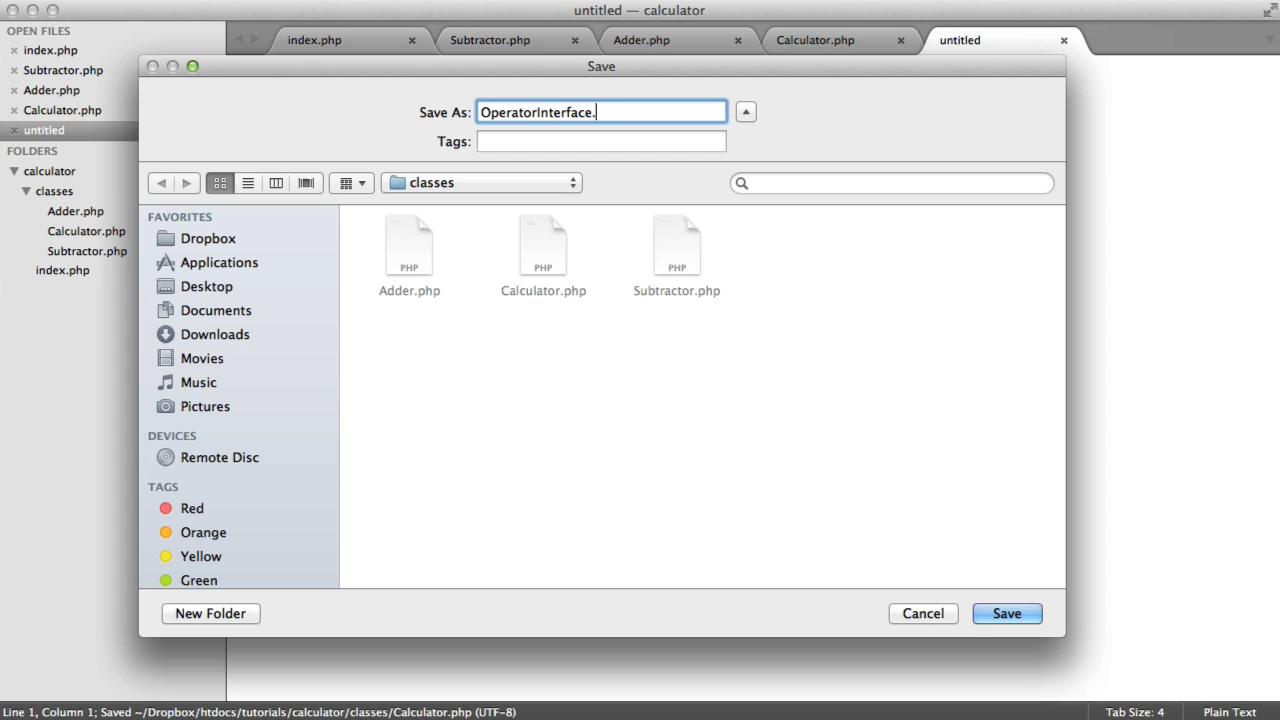 untitled — calculator
OPEN FILES
index.php
Subtractor.php
Adder.php
Calculator.php
untitled
FOLDERS
calculator
classes
Adder.php
Calculator.php
Subtractor.php
index.php
index.php
Subtractor.php
Adder.php
Calculator.php
untitled
Save
Save As: OperatorInterface.
Tags:
classes
FAVORITES
Dropbox
Applications
Desktop
Documents
Downloads
Movies
Music
Pictures
DEVICES
Remote Disc
TAGS
Red
Orange
Yellow
Green
PHP
Adder.php
PHP
Calculator.php
PHP
Subtractor.php
New Folder
Cancel
Save
Line 1, Column 1; Saved ~/Dropbox/htdocs/tutorials/calculator/classes/Calculator.php (UTF-8)
Tab Size: 4
Plain Text